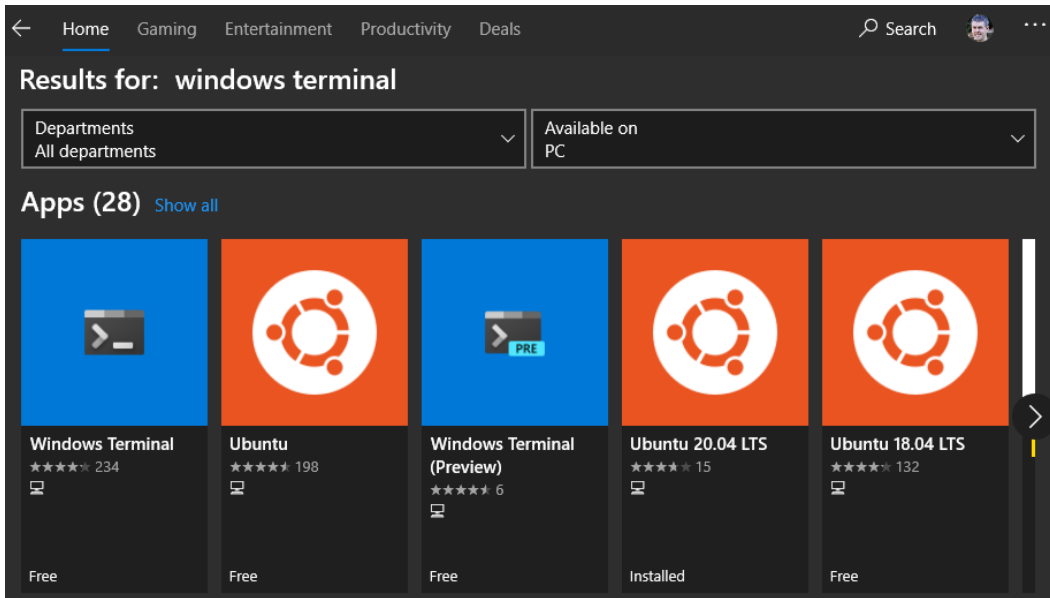 Home Gaming Entertainment Productivity Deals Search
Results for: windows terminal
Departments
All departments
Available on
PC
Apps (28) Show all
PRE
Windows Terminal
234
Free
Ubuntu
198
Free
Windows Terminal
(Preview)
6
Free
Ubuntu 20.04 LTS
15
Installed
Ubuntu 18.04 LTS
132
Free